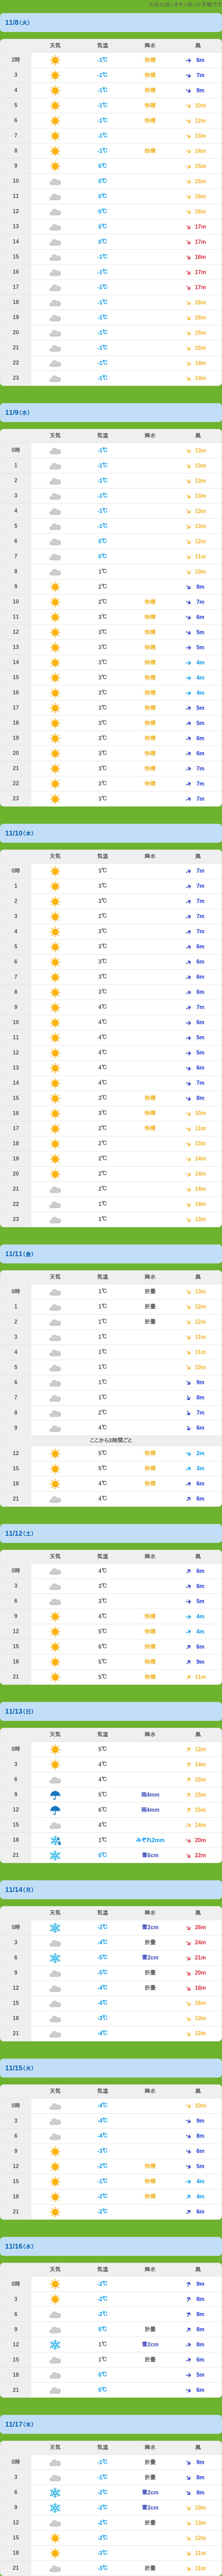 11/8(火)
天気 気温 降水 風
2時 -1℃ 快晴 6m
3 -1℃ 快晴 7m
4 -1℃ 快晴 9m
5 -1℃ 快晴 10m
6 -1℃ 快晴 12m
7 -1℃ 13m
8 -1℃ 快晴 14m
9 0℃ 15m
10 0℃ 15m
11 0℃ 16m
12 0℃ 16m
13 0℃ 17m
14 0℃ 17m
15 -1℃ 18m
16 -1℃ 17m
17 -1℃ 17m
18 -1℃ 16m
19 -1℃ 16m
20 -1℃ 15m
21 -1℃ 15m
22 -1℃ 14m
23 -1℃ 14m
11/9(水)
天気 気温 降水 風
0時 -1℃ 13m
1 -1℃ 13m
2 -1℃ 13m
3 -1℃ 13m
4 -1℃ 13m
5 -1℃ 13m
6 0℃ 12m
7 0℃ 11m
8 1℃ 10m
9 2℃ 8m
10 2℃ 快晴 7m
11 3℃ 快晴 6m
12 3℃ 快晴 5m
13 3℃ 快晴 5m
14 3℃ 快晴 4m
15 3℃ 快晴 4m
16 3℃ 快晴 4m
17 3℃ 快晴 5m
18 3℃ 快晴 5m
19 3℃ 快晴 6m
20 3℃ 快晴 6m
21 3℃ 快晴 7m
22 3℃ 快晴 7m
23 3℃ 7m
11/10(木)
天気 気温 降水 風
0時 3℃ 7m
1 3℃ 7m
2 3℃ 7m
3 2℃ 7m
4 3℃ 7m
5 3℃ 6m
6 3℃ 6m
7 3℃ 6m
8 3℃ 6m
9 4℃ 7m
10 4℃ 6m
11 4℃ 5m
12 4℃ 5m
13 4℃ 6m
14 4℃ 7m
15 3℃ 快晴 8m
16 3℃ 快晴 10m
17 2℃ 快晴 11m
18 2℃ 13m
19 2℃ 14m
20 2℃ 14m
21 2℃ 14m
22 1℃ 14m
23 1℃ 13m
11/11(金)
天気 気温 降水 風
0時 1℃ 折曇 13m
1 1℃ 折曇 12m
2 1℃ 折曇 12m
3 1℃ 11m
4 1℃ 11m
5 1℃ 10m
6 1℃ 9m
7 1℃ 8m
8 2℃ 7m
9 4℃ 6m
ここから3時間ごと
12 5℃ 快晴 2m
15 5℃ 快晴 3m
18 4℃ 快晴 6m
21 4℃ 6m
11/12(土)
天気 気温 降水 風
0時 4℃ 6m
3 4℃ 6m
6 3℃ 5m
9 4℃ 快晴 4m
12 5℃ 快晴 4m
15 6℃ 快晴 6m
18 5℃ 快晴 9m
21 5℃ 快晴 11m
11/13(日)
天気 気温 降水 風
0時 5℃ 12m
3 4℃ 14m
6 4℃ 15m
9 5℃ 雨4mm 15m
12 6℃ 雨4mm 15m
15 4℃ 14m
18 1℃ みぞれ2mm 20m
21 0℃ 雪6cm 22m
11/14(月)
天気 気温 降水 風
0時 -2℃ 雪2cm 26m
3 -4℃ 折曇 24m
6 -5℃ 雪2cm 21m
9 -5℃ 折曇 20m
12 -4℃ 折曇 18m
15 -4℃ 16m
18 -3℃ 13m
21 -4℃ 12m
11/15(火)
天気 気温 降水 風
0時 -4℃ 10m
3 -4℃ 9m
6 -4℃ 8m
9 -3℃ 6m
12 -2℃ 快晴 5m
15 -1℃ 快晴 4m
18 -2℃ 快晴 4m
21 -2℃ 6m
11/16(水)
天気 気温 降水 風
0時 -2℃ 9m
3 -2℃ 8m
6 -2℃ 8m
9 0℃ 折曇 8m
12 1℃ 雪2cm 8m
15 1℃ 折曇 6m
18 0℃ 5m
21 0℃ 6m
11/17(木)
天気 気温 降水 風
0時 -1℃ 折曇 9m
3 -1℃ 折曇 8m
6 -2℃ 雪2cm 8m
9 -2℃ 雪2cm 10m
12 -2℃ 折曇 13m
15 -2℃ 12m
18 -3℃ 11m
21 -3℃ 折曇 11m